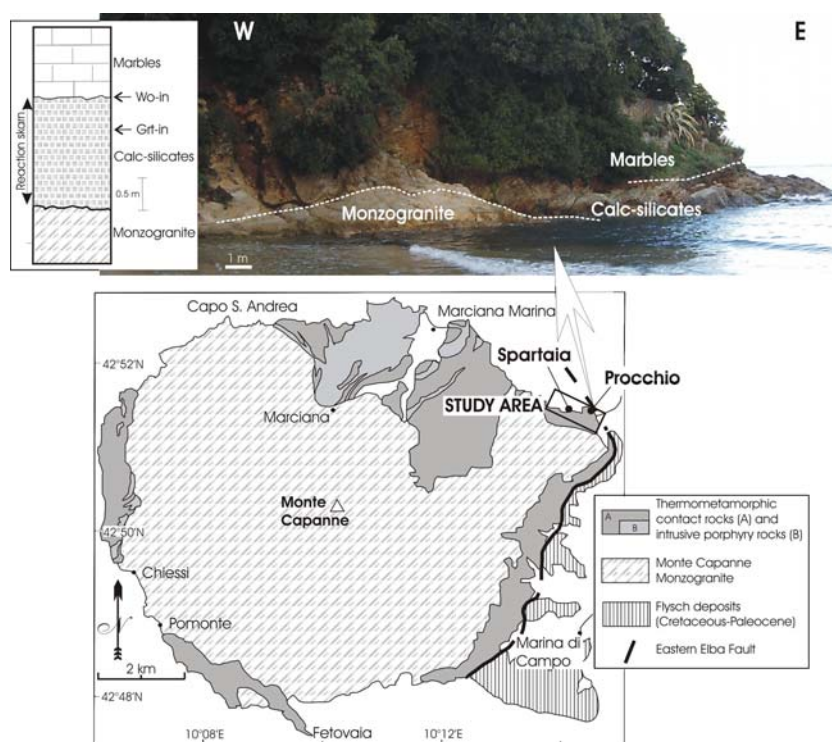 W
E
Marbles
Wo-in
Grt-in
Calc-silicates
Reaction skarn
0.5 m
Monzogranite
Marbles
Monzogranite
Calc-silicates
1 m
Capo S. Andrea
Marciana Marina
42°52'N
Spartaia
Procchio
STUDY AREA
Marciana
Monte
Capanne
42°50'N
Chiessi
Pomonte
N
2 km
42°48'N
Marina di
Campo
10°08'E
Fetovaia
10°12'E
A
B
Thermometamorphic
contact rocks (A) and
intrusive porphyry rocks (B)
Monte Capanne
Monzogranite
Flysch deposits
(Cretaceous-Paleocene)
Eastern Elba Fault